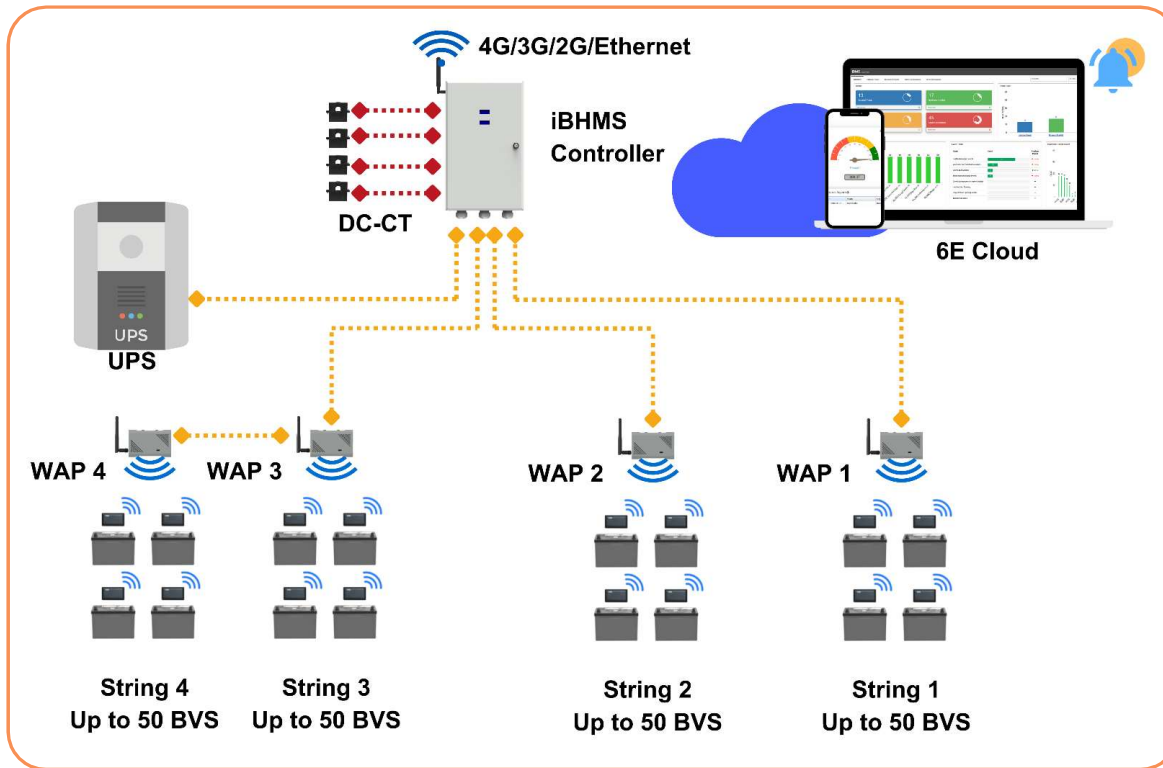 4G/3G/2G/Ethernet
iBHMS
Controller
DC-CT
6E Cloud
UPS
UPS
WAP 4
WAP 3
WAP 2
WAP 1
String 4
Up to 50 BVS
String 3
Up to 50 BVS
String 2
Up to 50 BVS
String 1
Up to 50 BVS